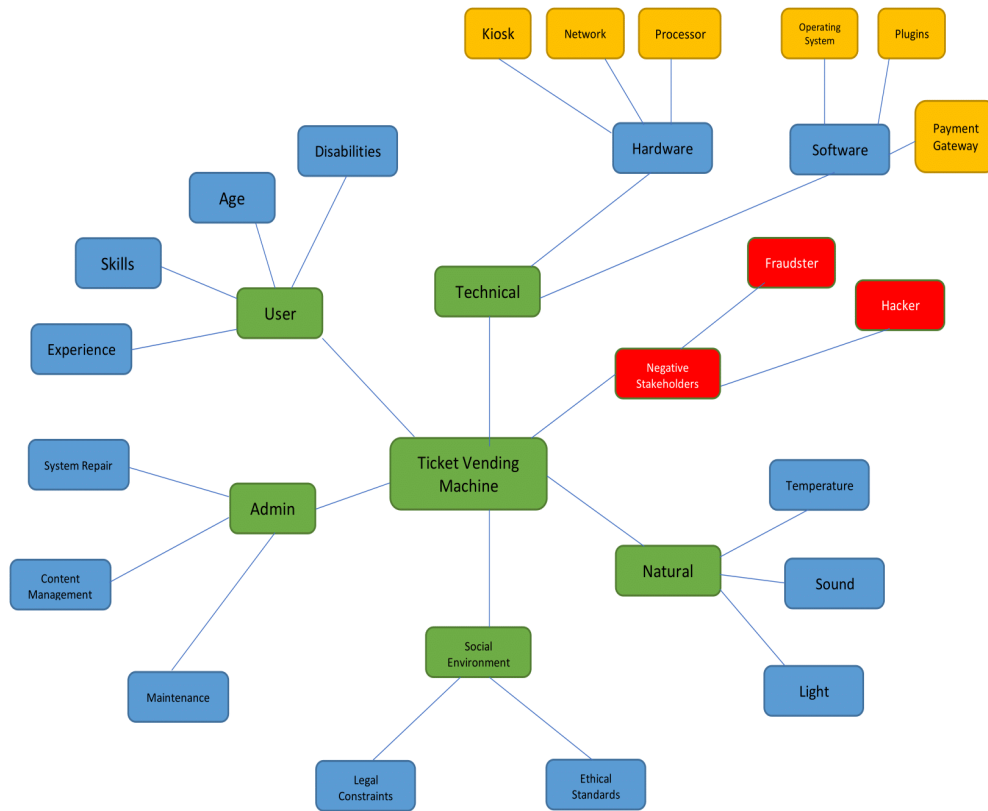 Kiosk
Network
Processor
Operating
System
Plugins
Payment
Gateway
Hardware
Software
Disabilities
Age
Skills
Experience
User
Technical
Fraudster
Hacker
Negative
Stakeholders
Ticket Vending
Machine
System Repair
Admin
Content
Management
Maintenance
Natural
Temperature
Sound
Light
Social
Environment
Legal
Constraints
Ethical
Standards